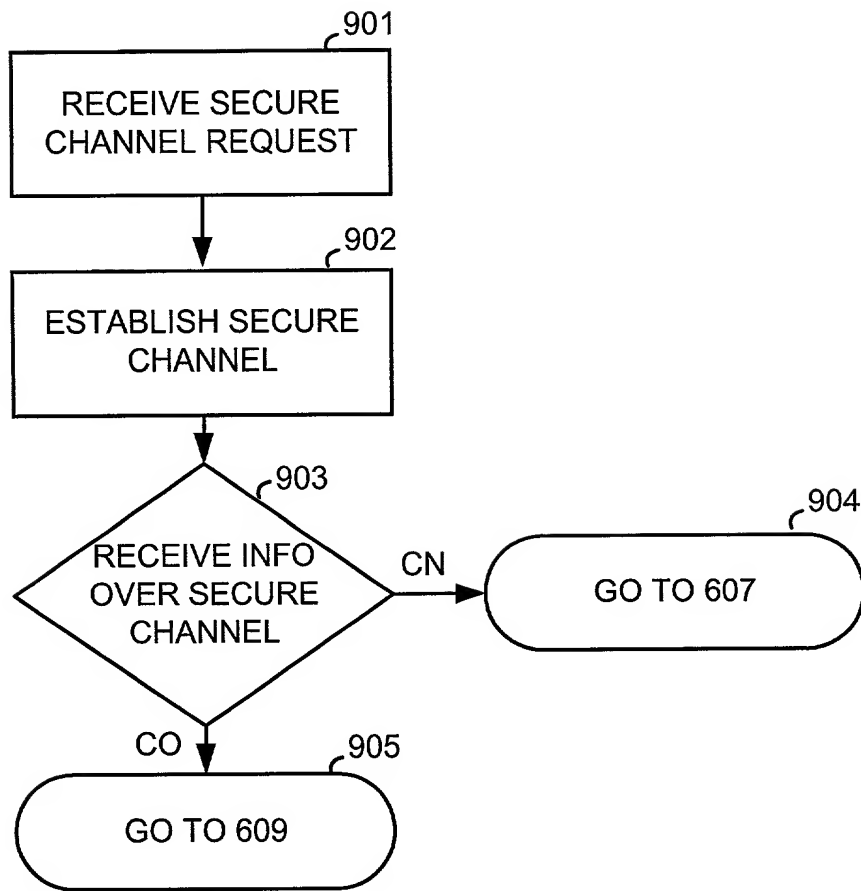 901
RECEIVE SECURE
CHANNEL REQUEST
902
ESTABLISH SECURE
CHANNEL
903
RECEIVE INFO
OVER SECURE
CHANNEL
CN
904
GO TO 607
CO
905
GO TO 609